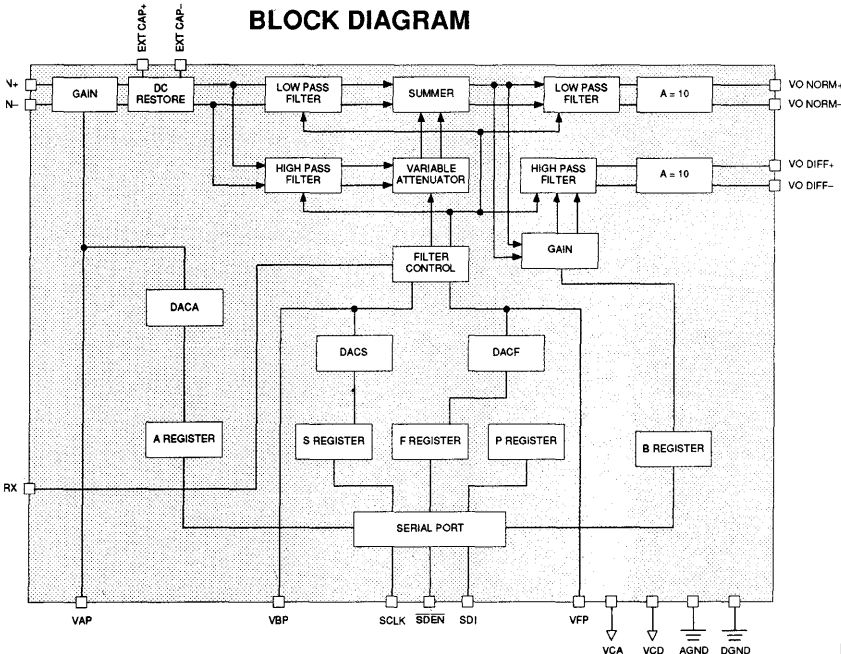 BLOCK DIAGRAM
EXT CAP+
EXT CAP–
N+
N–
GAIN
DC
RESTORE
LOW PASS
FILTER
SUMMER
LOW PASS
FILTER
A = 10
VO NORM+
VO NORM–
HIGH PASS
FILTER
VARIABLE
ATTENUATOR
HIGH PASS
FILTER
A = 10
VO DIFF+
VO DIFF–
FILTER
CONTROL
GAIN
DACA
DACS
DACF
A REGISTER
S REGISTER
F REGISTER
P REGISTER
B REGISTER
RX
SERIAL PORT
VAP
VBP
SCLK
SDEN
SDI
VFP
VCA
VCD
AGND
DGND